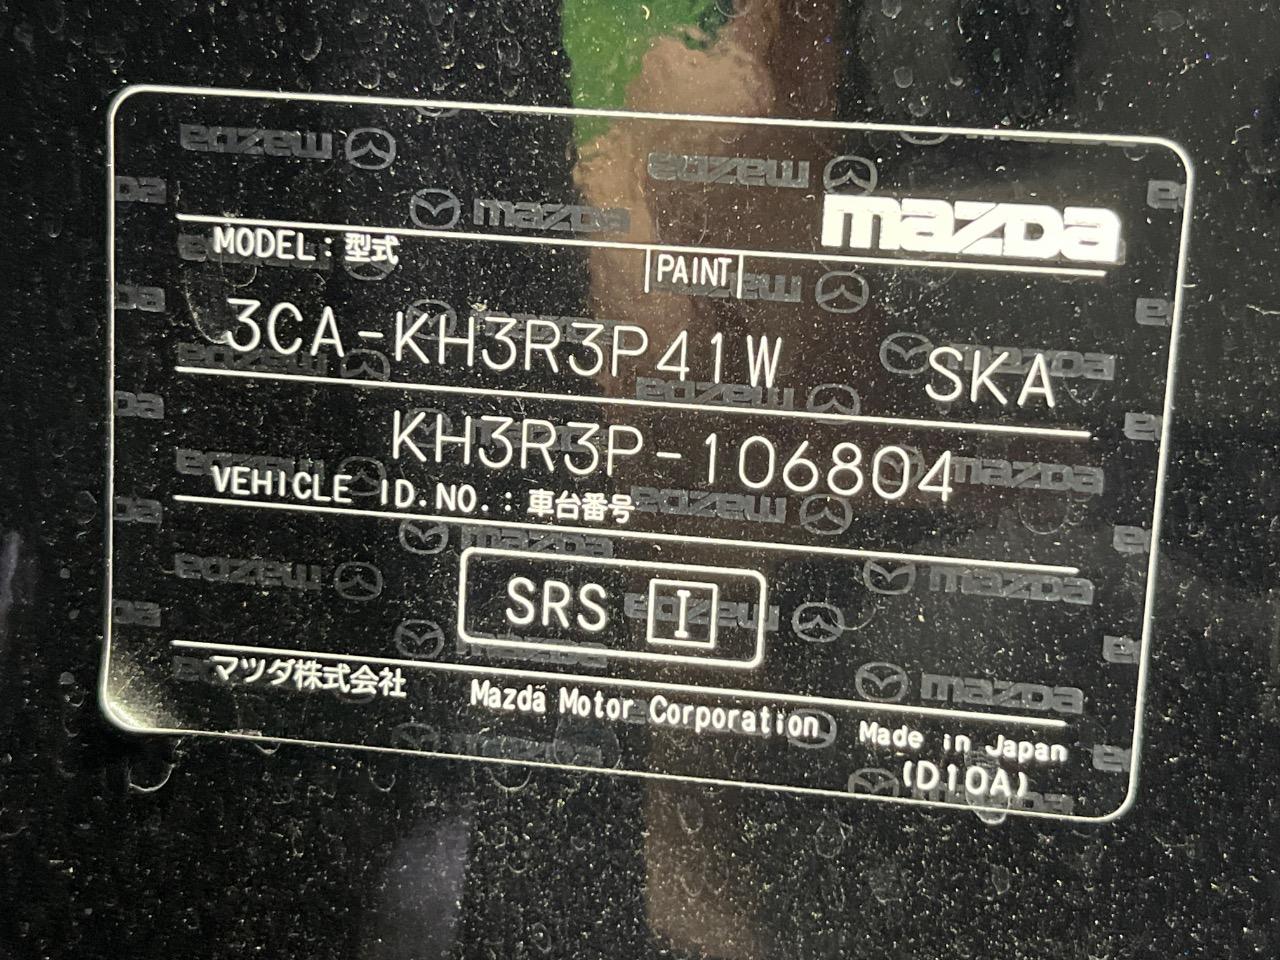 mazda
MODEL : 型式 PAINT
3CA-KH3R3P41W SKA
KH3R3P-106804
VEHICLE ID.NO. : 車台番号
SRS I
マツダ株式会社 Mazda Motor Corporation Made in Japan
(D10A)